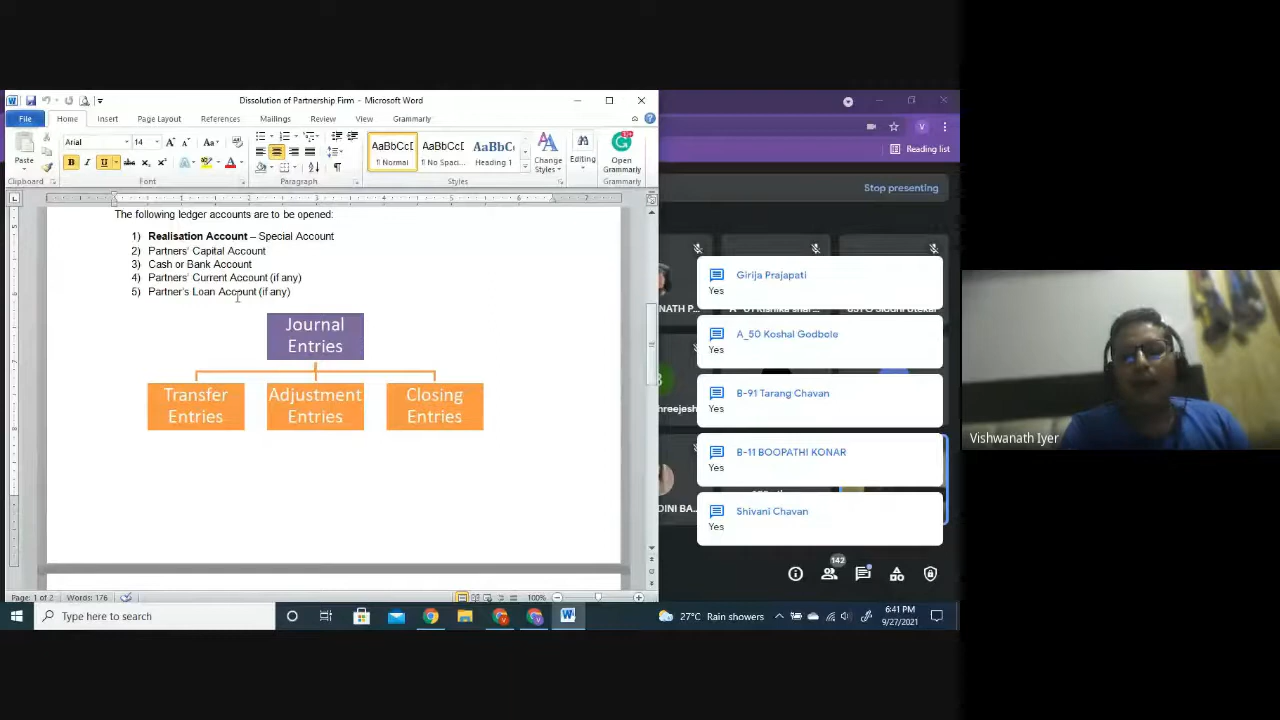 Dissolution of Partnership Firm - Microsoft Word
File Home Insert Page Layout References Mailings Review View Grammarly
Arial 14
Paste
AaBbCcD AaBbCcD AaBbCc
¶ Normal ¶ No Spaci... Heading 1
Change Styles
Editing
Open Grammarly
Clipboard Font Paragraph Styles Grammarly
The following ledger accounts are to be opened:
1) Realisation Account – Special Account
2) Partners' Capital Account
3) Cash or Bank Account
4) Partners' Current Account (if any)
5) Partner's Loan Account (if any)
Journal
Entries
Transfer
Entries
Adjustment
Entries
Closing
Entries
Page: 1 of 2 Words: 176 100%
Type here to search
27°C Rain showers
6:41 PM
9/27/2021
V
Reading list
Stop presenting
Girija Prajapati
Yes
A_50 Koshal Godbole
Yes
B-91 Tarang Chavan
Yes
B-11 BOOPATHI KONAR
Yes
Shivani Chavan
Yes
142
Vishwanath Iyer